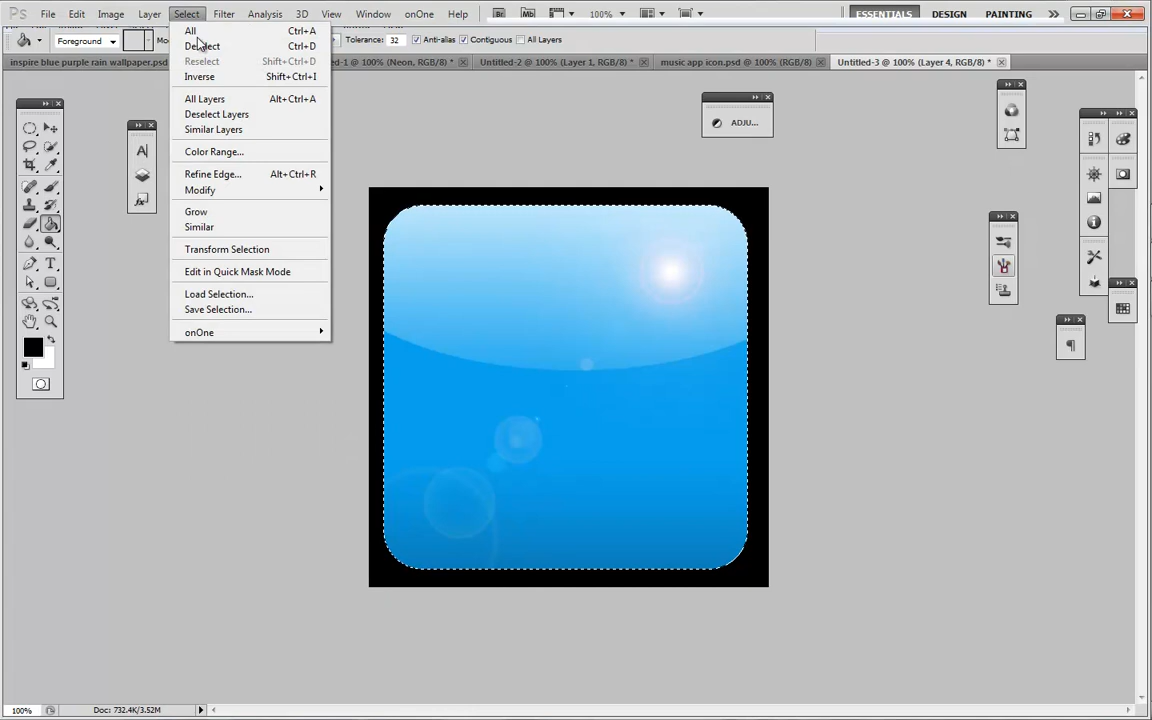 Ps File Edit Image Layer Select Filter Analysis 3D View Window onOne Help Br Mb 100% ESSENTIALS DESIGN PAINTING
Foreground Tolerance: 32 Anti-alias Contiguous All Layers
inspire blue purple rain wallpaper.psd @ 100% (Neon, RGB/8) * Untitled-2 @ 100% (Layer 1, RGB/8) * music app icon.psd @ 100% (RGB/8) Untitled-3 @ 100% (Layer 4, RGB/8) *
All Ctrl+A
Deselect Ctrl+D
Reselect Shift+Ctrl+D
Inverse Shift+Ctrl+I
All Layers Alt+Ctrl+A
Deselect Layers
Similar Layers
Color Range...
Refine Edge... Alt+Ctrl+R
Modify
Grow
Similar
Transform Selection
Edit in Quick Mask Mode
Load Selection...
Save Selection...
onOne
ADJU...
100% Doc: 732.4K/3.52M